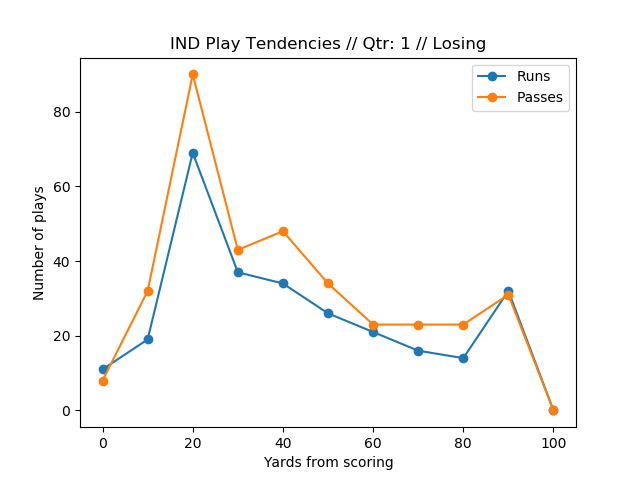 IND Play Tendencies // Qtr: 1 // Losing
Runs
Passes
Number of plays
80
60
40
20
0
0 20 40 60 80 100
Yards from scoring